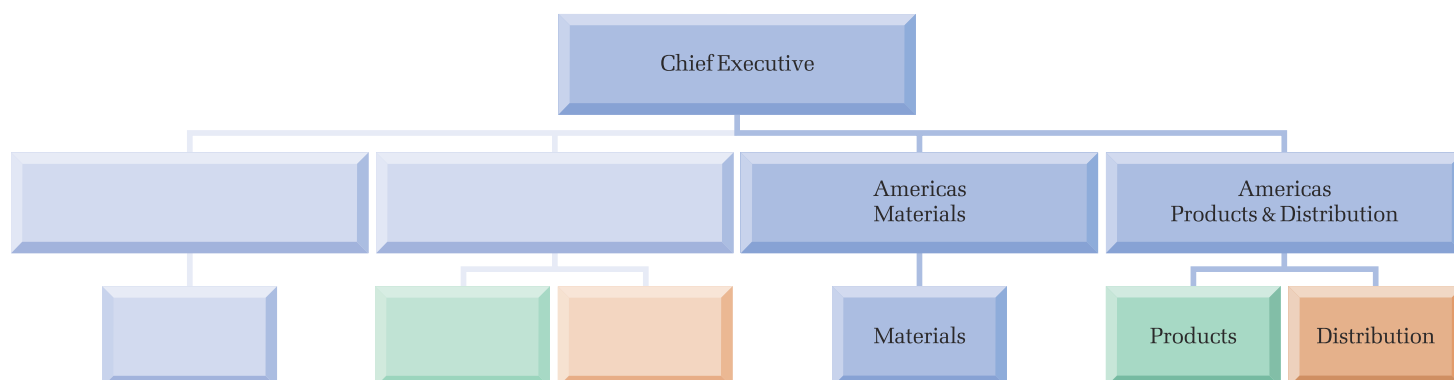 Chief Executive
Americas
Materials
Americas
Products & Distribution
Materials
Products
Distribution